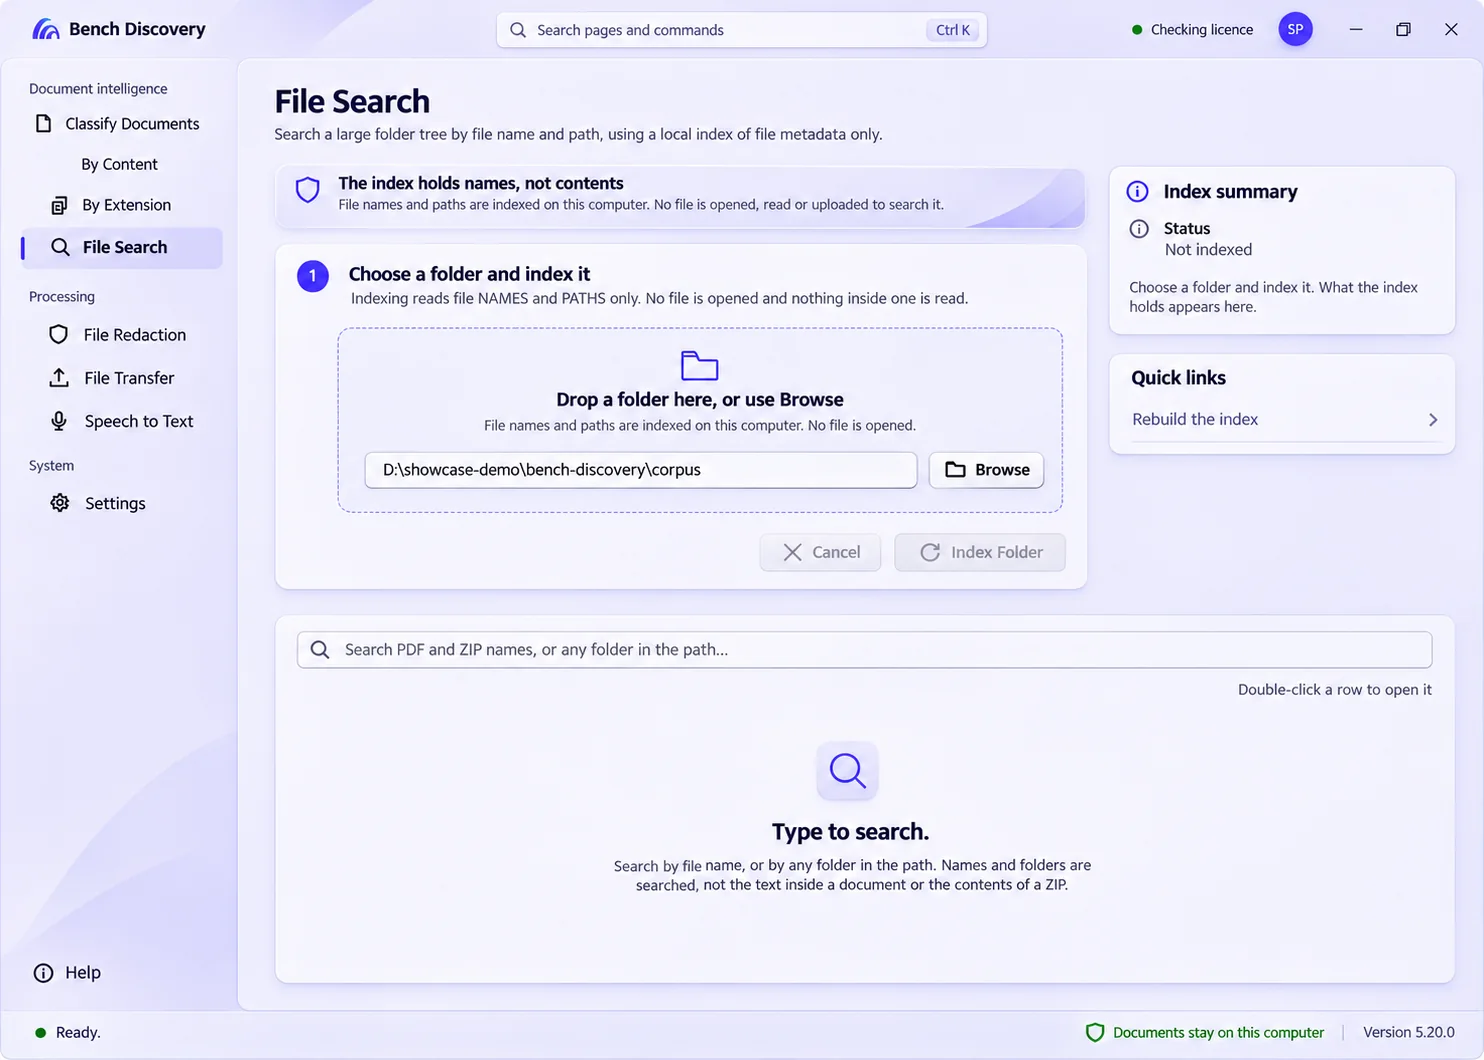 Bench Discovery
Search pages and commands
Ctrl K
Checking licence
SP
Document intelligence
Classify Documents
By Content
By Extension
File Search
Processing
File Redaction
File Transfer
Speech to Text
System
Settings
Help
File Search
Search a large folder tree by file name and path, using a local index of file metadata only.
The index holds names, not contents
File names and paths are indexed on this computer. No file is opened, read or uploaded to search it.
1
Choose a folder and index it
Indexing reads file NAMES and PATHS only. No file is opened and nothing inside one is read.
Drop a folder here, or use Browse
File names and paths are indexed on this computer. No file is opened.
D:\showcase-demo\bench-discovery\corpus
Browse
Cancel
Index Folder
Index summary
Status
Not indexed
Choose a folder and index it. What the index
holds appears here.
Quick links
Rebuild the index
Search PDF and ZIP names, or any folder in the path...
Double-click a row to open it
Type to search.
Search by file name, or by any folder in the path. Names and folders are
searched, not the text inside a document or the contents of a ZIP.
Ready.
Documents stay on this computer
Version 5.20.0